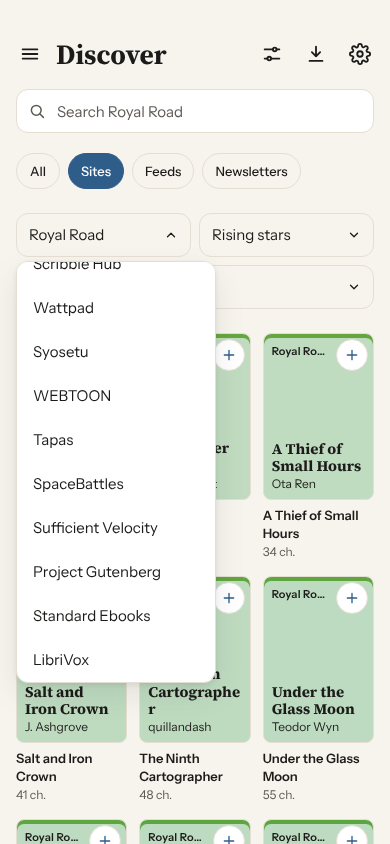 Discover
Search Royal Road
All
Sites
Feeds
Newsletters
Royal Road
Rising stars
Scribble Hub
Wattpad
Syosetu
WEBTOON
Tapas
SpaceBattles
Sufficient Velocity
Project Gutenberg
Standard Ebooks
LibriVox
Royal Ro...
A Thief of
Small Hours
Ota Ren
A Thief of Small
Hours
34 ch.
Salt and
Iron Crown
J. Ashgrove
Salt and Iron
Crown
41 ch.
Cartographe
r
quillandash
The Ninth
Cartographer
48 ch.
Royal Ro...
Under the
Glass Moon
Teodor Wyn
Under the Glass
Moon
55 ch.
Royal Ro...
Royal Ro...
Royal Ro...